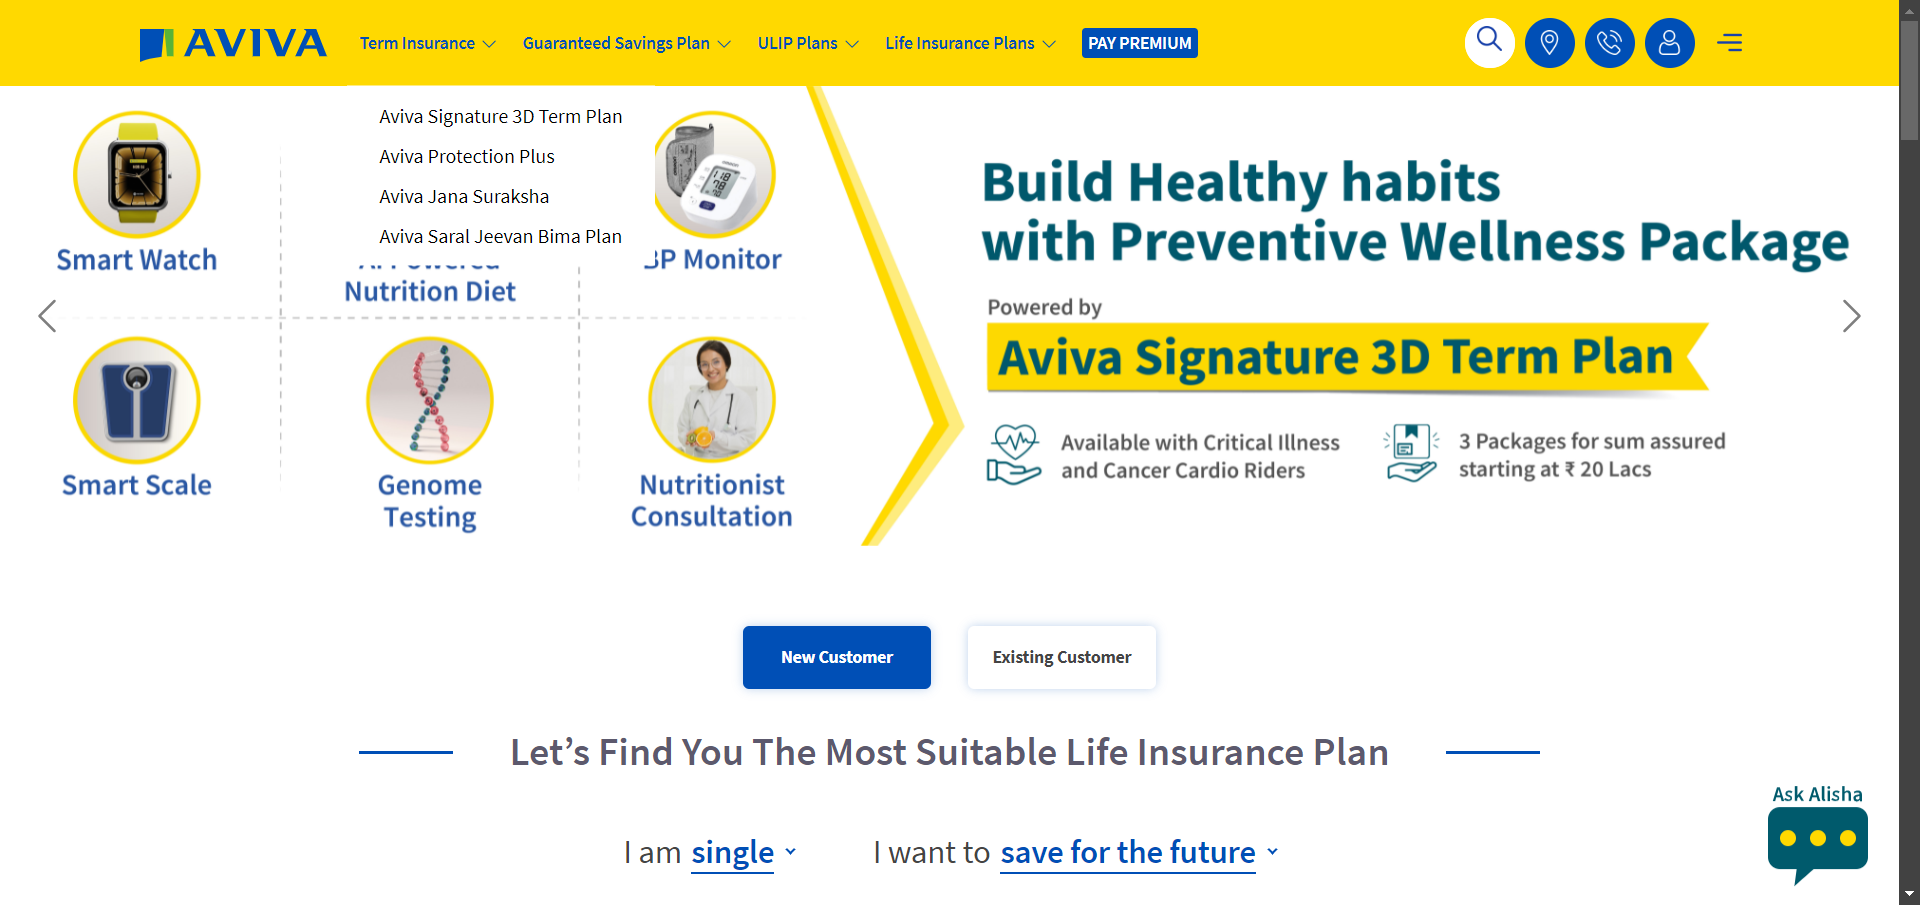 AVIVA
Term Insurance
Guaranteed Savings Plan
ULIP Plans
Life Insurance Plans
PAY PREMIUM
Aviva Signature 3D Term Plan
Aviva Protection Plus
Aviva Jana Suraksha
Aviva Saral Jeevan Bima Plan
Smart Watch
Nutrition Diet
BP Monitor
Smart Scale
Genome
Testing
Nutritionist
Consultation
Build Healthy habits
with Preventive Wellness Package
Powered by
Aviva Signature 3D Term Plan
Available with Critical Illness
and Cancer Cardio Riders
3 Packages for sum assured
starting at ₹ 20 Lacs
New Customer
Existing Customer
Let’s Find You The Most Suitable Life Insurance Plan
I am single
I want to save for the future
Ask Alisha